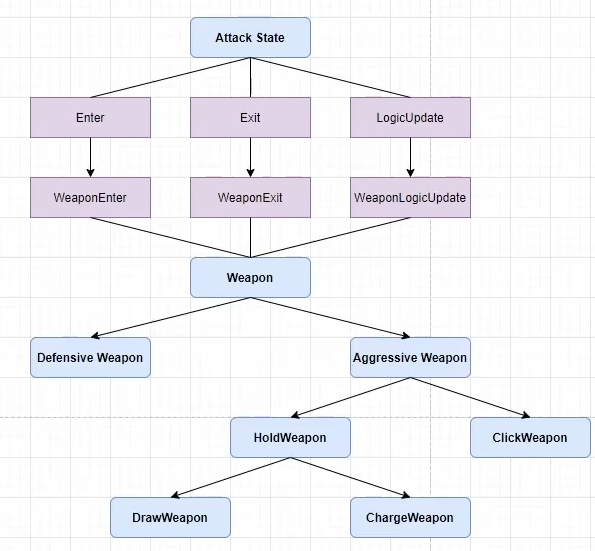 Attack State
Enter
Exit
LogicUpdate
WeaponEnter
WeaponExit
WeaponLogicUpdate
Weapon
Defensive Weapon
Aggressive Weapon
HoldWeapon
ClickWeapon
DrawWeapon
ChargeWeapon